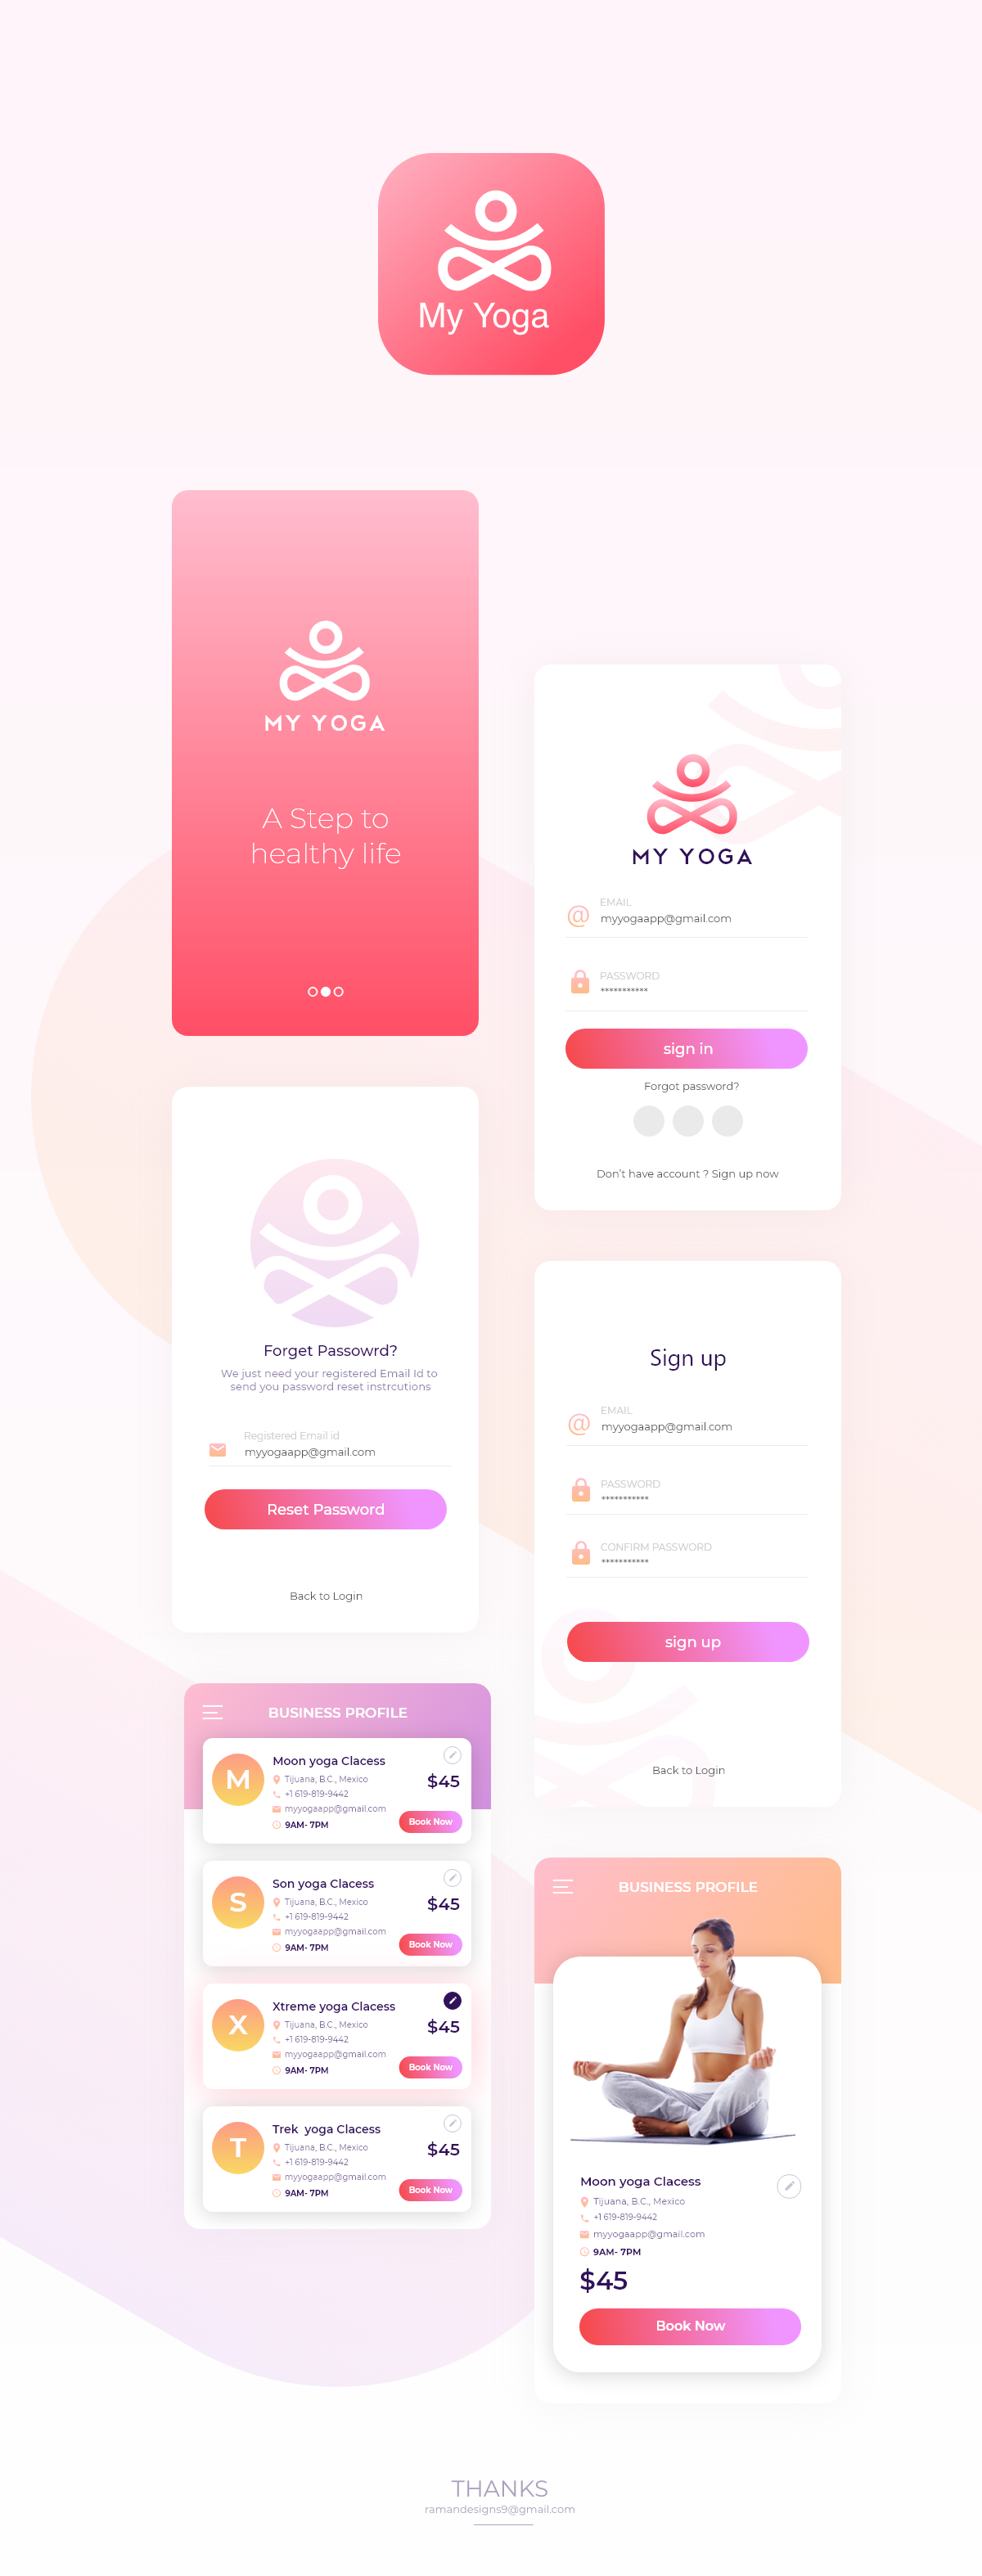 My Yoga
MY YOGA
A Step to
healthy life
MY YOGA
EMAIL
@
myyogaapp@gmail.com
PASSWORD
***********
sign in
Forgot password?
Don't have account ? Sign up now
Forget Passowrd?
We just need your registered Email Id to
send you password reset instrcutions
Registered Email id
myyogaapp@gmail.com
Reset Password
Back to Login
Sign up
EMAIL
@
myyogaapp@gmail.com
PASSWORD
***********
CONFIRM PASSWORD
***********
sign up
Back to Login
BUSINESS PROFILE
M
Moon yoga Clacess
Tijuana, B.C., Mexico
$45
+1 619-819-9442
myyogaapp@gmail.com
9AM- 7PM
Book Now
S
Son yoga Clacess
Tijuana, B.C., Mexico
$45
+1 619-819-9442
myyogaapp@gmail.com
9AM- 7PM
Book Now
X
Xtreme yoga Clacess
Tijuana, B.C., Mexico
$45
+1 619-819-9442
myyogaapp@gmail.com
9AM- 7PM
Book Now
T
Trek  yoga Clacess
Tijuana, B.C., Mexico
$45
+1 619-819-9442
myyogaapp@gmail.com
9AM- 7PM
Book Now
BUSINESS PROFILE
Moon yoga Clacess
Tijuana, B.C., Mexico
+1 619-819-9442
myyogaapp@gmail.com
9AM- 7PM
$45
Book Now
THANKS
ramandesigns9@gmail.com